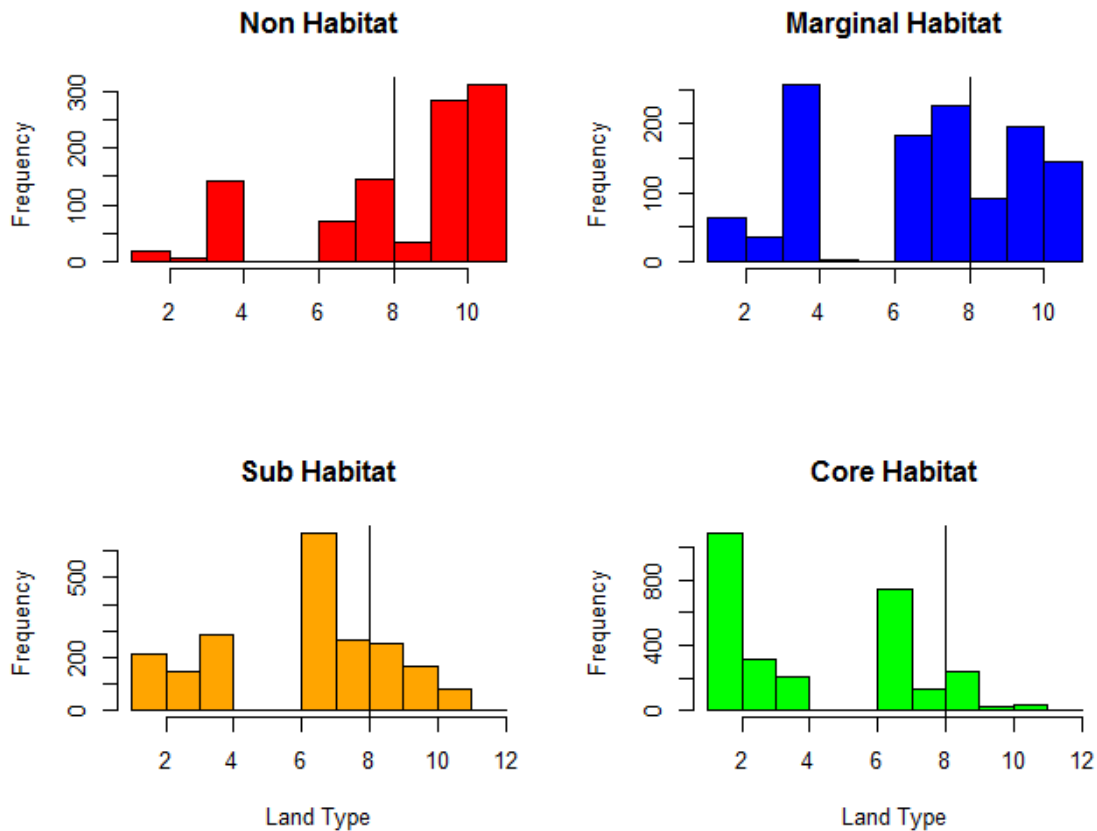 Non Habitat
Frequency
0 100 200 300
2 4 6 8 10
Marginal Habitat
Frequency
0 100 200
2 4 6 8 10
Sub Habitat
Frequency
0 200 500
2 4 6 8 10 12
Land Type
Core Habitat
Frequency
0 400 800
2 4 6 8 10 12
Land Type